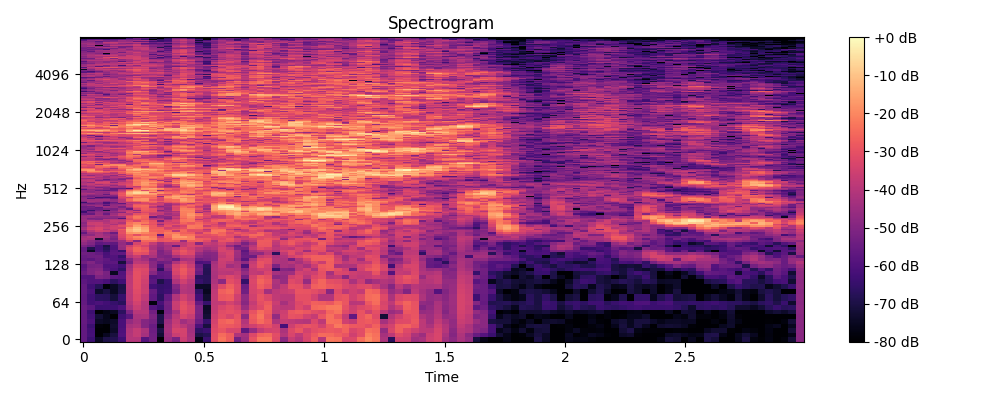 Spectrogram
Hz
4096
2048
1024
512
256
128
64
0
0
0.5
1
1.5
2
2.5
Time
+0 dB
-10 dB
-20 dB
-30 dB
-40 dB
-50 dB
-60 dB
-70 dB
-80 dB